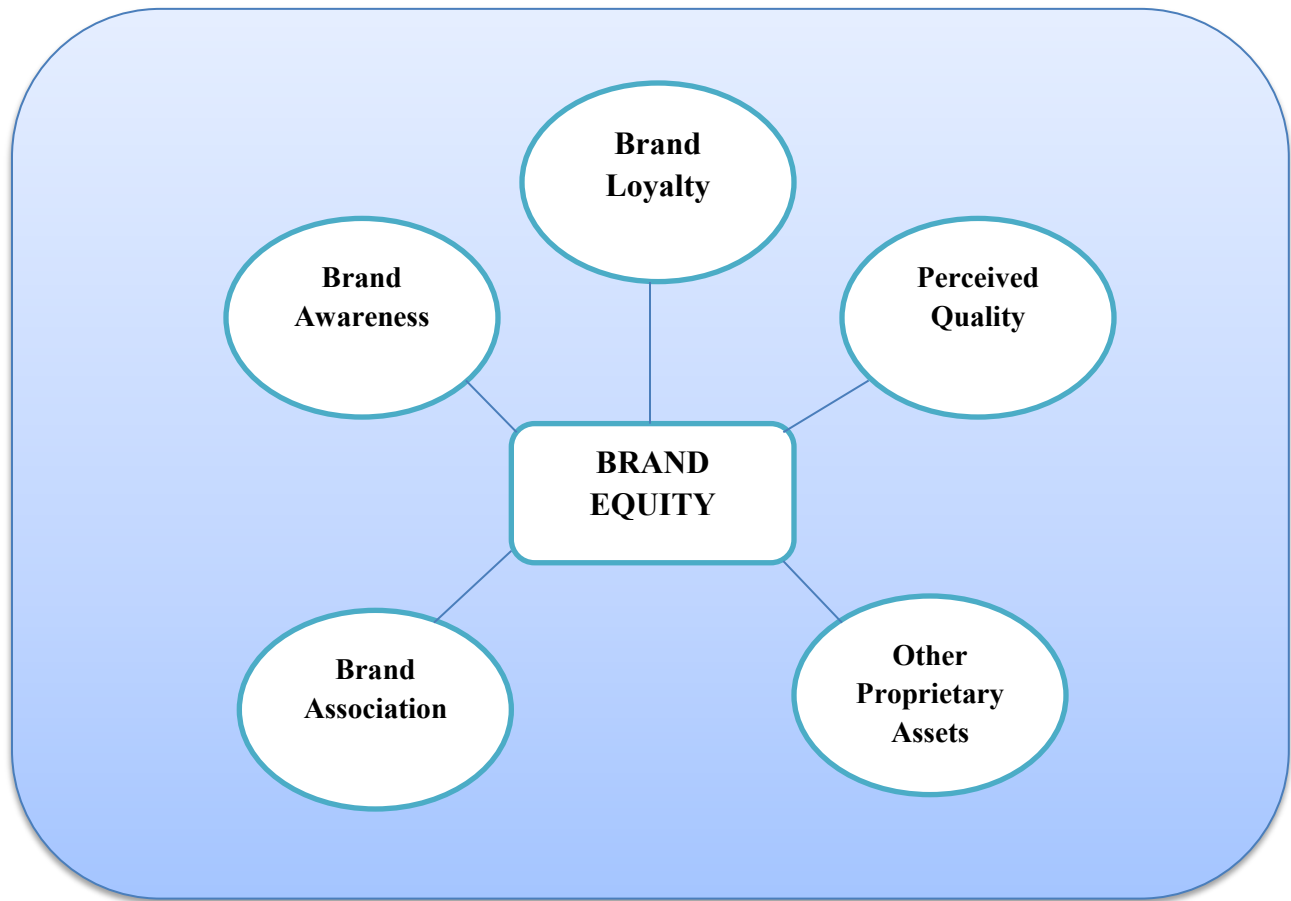 Brand
Loyalty
Brand
Awareness
Perceived
Quality
BRAND
EQUITY
Brand
Association
Other
Proprietary
Assets